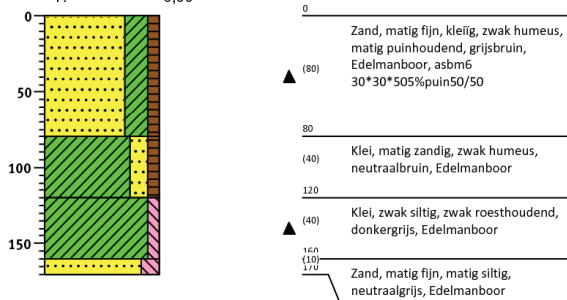 0
0
Zand, matig fijn, kleiïg, zwak humeus,
matig puinhoudend, grijsbruin,
Edelmanboor, asbm6
30*30*505%puin50/50
(80)
50
80
Klei, matig zandig, zwak humeus,
neutraalbruin, Edelmanboor
(40)
100
120
Klei, zwak siltig, zwak roesthoudend,
donkergrijs, Edelmanboor
(40)
150
160
(10)
170
Zand, matig fijn, matig siltig,
neutraalgrijs, Edelmanboor